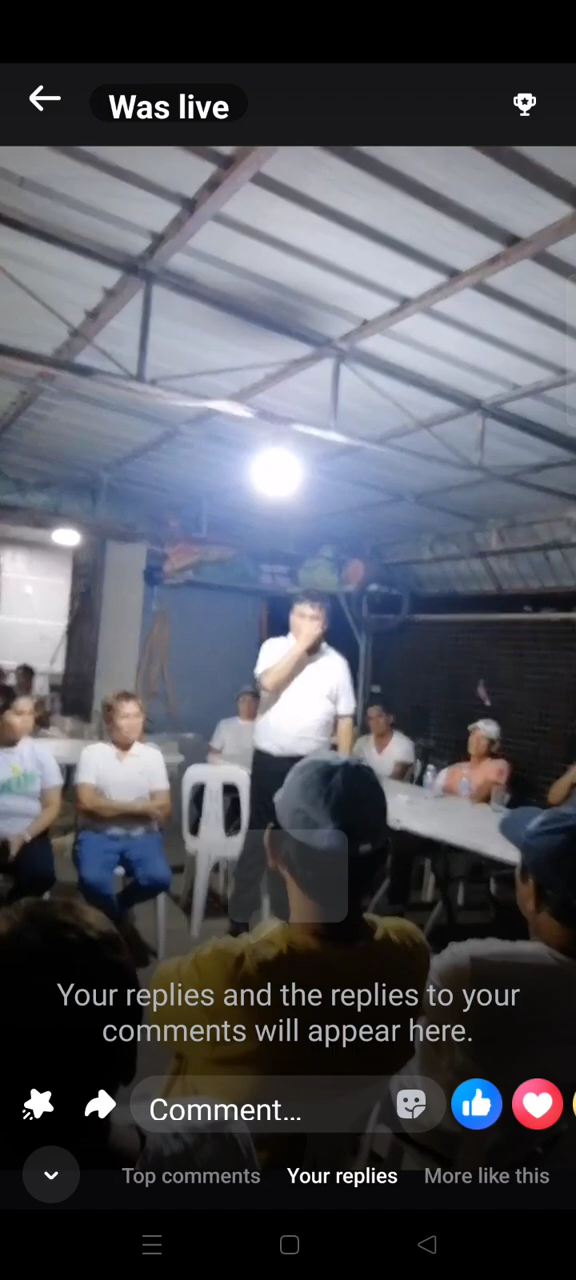 Was live
Your replies and the replies to your
comments will appear here.
Comment...
Top comments Your replies More like this